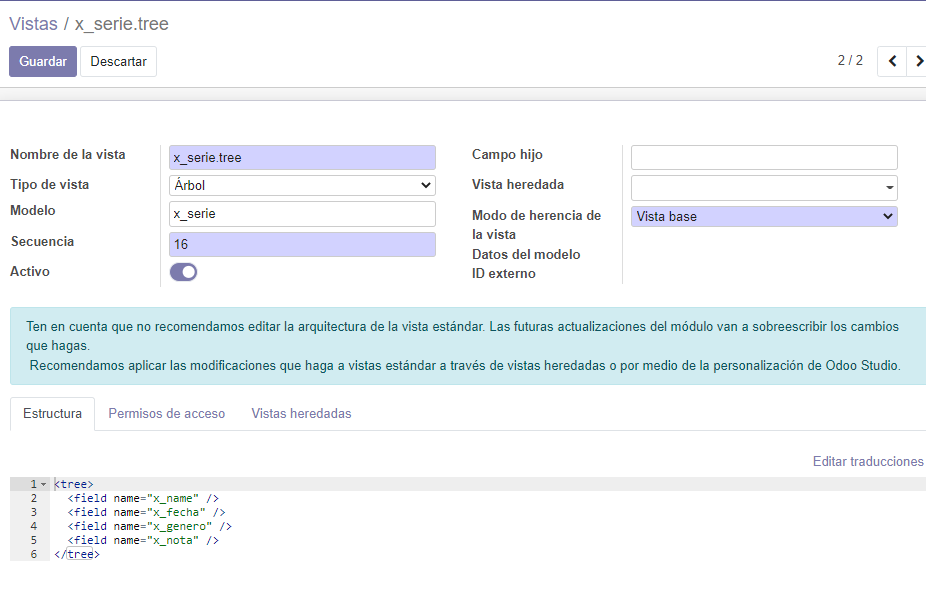 Vistas / x_serie.tree
Guardar Descartar 2 / 2
Nombre de la vista x_serie.tree
Tipo de vista Árbol
Modelo x_serie
Secuencia 16
Activo
Campo hijo
Vista heredada
Modo de herencia de Vista base
la vista
Datos del modelo
ID externo
Ten en cuenta que no recomendamos editar la arquitectura de la vista estándar. Las futuras actualizaciones del módulo van a sobreescribir los cambios
que hagas.
Recomendamos aplicar las modificaciones que haga a vistas estándar a través de vistas heredadas o por medio de la personalización de Odoo Studio.
Estructura Permisos de acceso Vistas heredadas
Editar traducciones
1 <tree>
2 <field name="x_name" />
3 <field name="x_fecha" />
4 <field name="x_genero" />
5 <field name="x_nota" />
6 </tree>